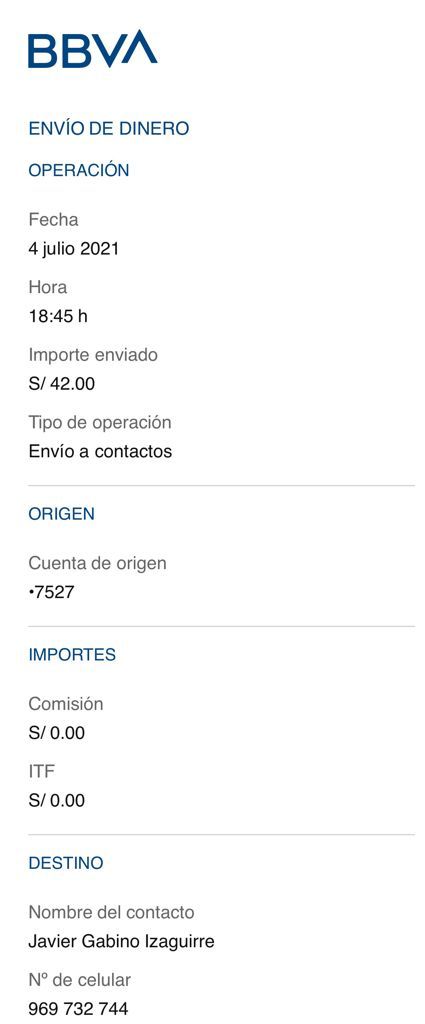 BBVA
ENVÍO DE DINERO
OPERACIÓN
Fecha
4 julio 2021
Hora
18:45 h
Importe enviado
S/ 42.00
Tipo de operación
Envío a contactos
ORIGEN
Cuenta de origen
•7527
IMPORTES
Comisión
S/ 0.00
ITF
S/ 0.00
DESTINO
Nombre del contacto
Javier Gabino Izaguirre
Nº de celular
969 732 744